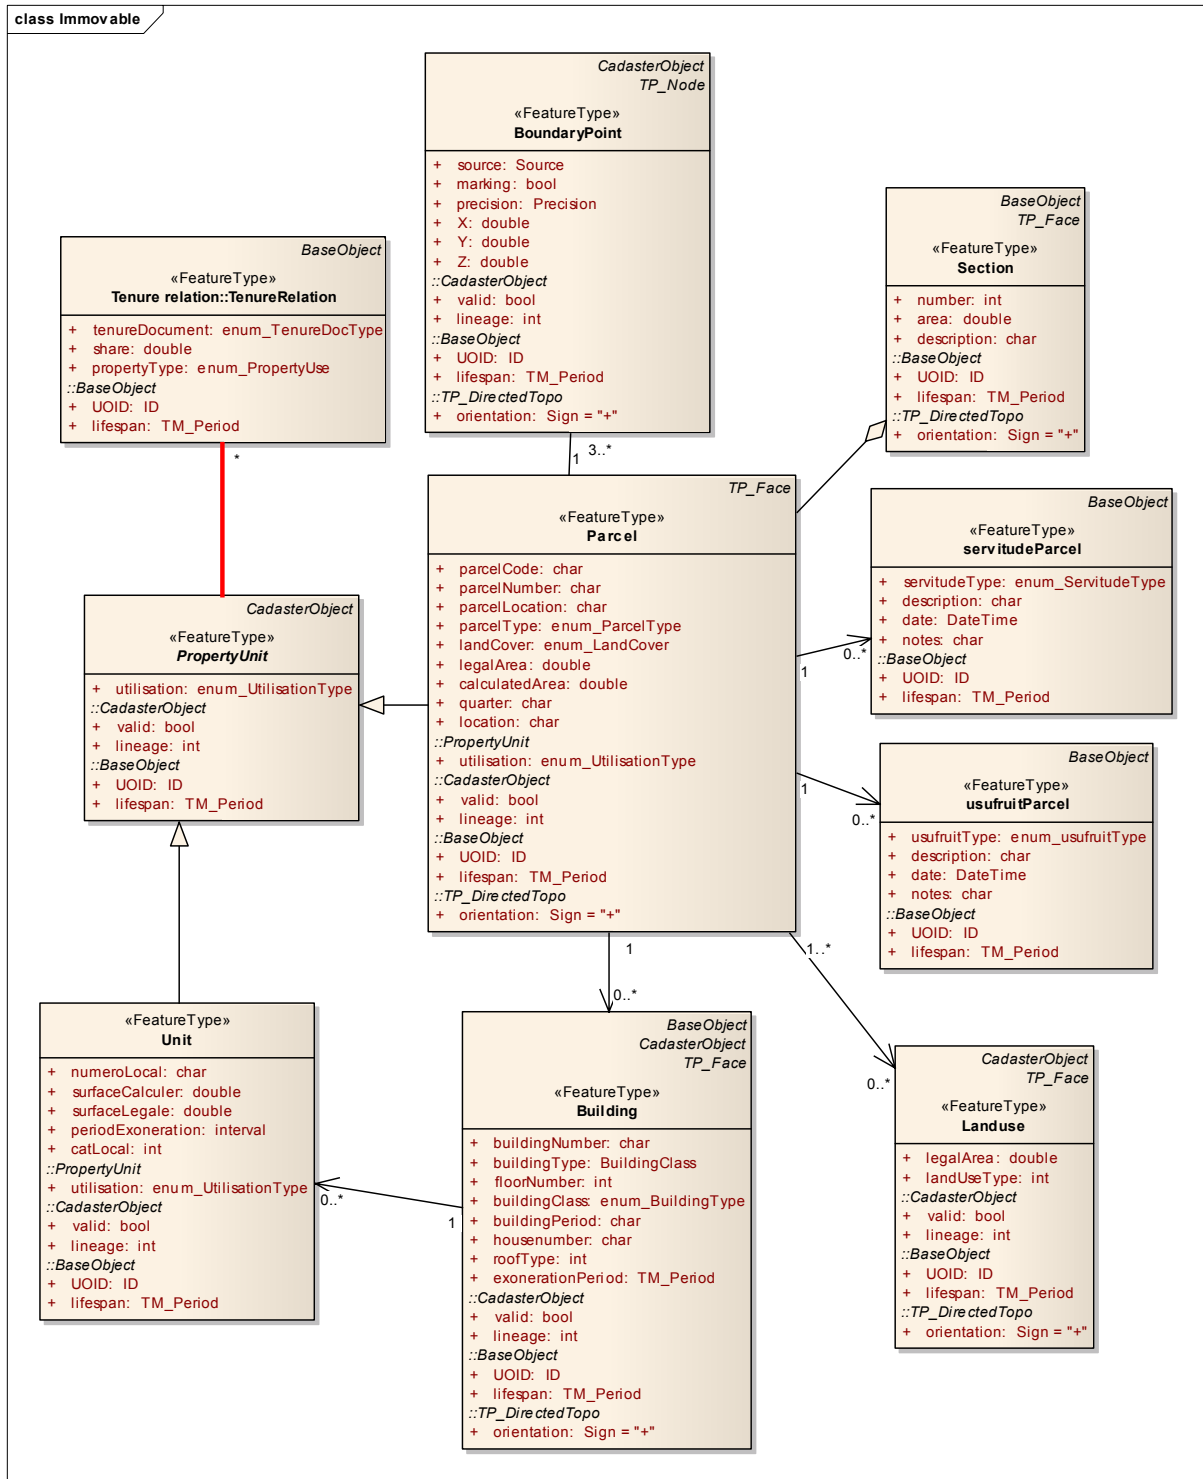 class Immovable
CadasterObject
TP_Node
«FeatureType»
BoundaryPoint
+ source: Source
+ marking: bool
+ precision: Precision
+ X: double
+ Y: double
+ Z: double
::CadasterObject
+ valid: bool
+ lineage: int
::BaseObject
+ UOID: ID
+ lifespan: TM_Period
::TP_DirectedTopo
+ orientation: Sign = "+"
BaseObject
TP_Face
«FeatureType»
Section
+ number: int
+ area: double
+ description: char
::BaseObject
+ UOID: ID
+ lifespan: TM_Period
::TP_DirectedTopo
+ orientation: Sign = "+"
BaseObject
«FeatureType»
Tenure relation::TenureRelation
+ tenureDocument: enum_TenureDocType
+ share: double
+ propertyType: enum_PropertyUse
::BaseObject
+ UOID: ID
+ lifespan: TM_Period
*
3..*
1
TP_Face
«FeatureType»
Parcel
+ parcelCode: char
+ parcelNumber: char
+ parcelLocation: char
+ parcelType: enum_ParcelType
+ landCover: enum_LandCover
+ legalArea: double
+ calculatedArea: double
+ quarter: char
+ location: char
::PropertyUnit
+ utilisation: enum_UtilisationType
::CadasterObject
+ valid: bool
+ lineage: int
::BaseObject
+ UOID: ID
+ lifespan: TM_Period
::TP_DirectedTopo
+ orientation: Sign = "+"
BaseObject
«FeatureType»
servitudeParcel
+ servitudeType: enum_ServitudeType
+ description: char
+ date: DateTime
+ notes: char
::BaseObject
+ UOID: ID
+ lifespan: TM_Period
1
0..*
CadasterObject
«FeatureType»
PropertyUnit
+ utilisation: enum_UtilisationType
::CadasterObject
+ valid: bool
+ lineage: int
::BaseObject
+ UOID: ID
+ lifespan: TM_Period
BaseObject
«FeatureType»
usufruitParcel
+ usufruitType: enum_usufruitType
+ description: char
+ date: DateTime
+ notes: char
::BaseObject
+ UOID: ID
+ lifespan: TM_Period
1
0..*
1
0..*
1..*
0..*
«FeatureType»
Unit
+ numeroLocal: char
+ surfaceCalculer: double
+ surfaceLegale: double
+ periodExoneration: interval
+ catLocal: int
::PropertyUnit
+ utilisation: enum_UtilisationType
::CadasterObject
+ valid: bool
+ lineage: int
::BaseObject
+ UOID: ID
+ lifespan: TM_Period
0..*
1
BaseObject
CadasterObject
TP_Face
«FeatureType»
Building
+ buildingNumber: char
+ buildingType: BuildingClass
+ floorNumber: int
+ buildingClass: enum_BuildingType
+ buildingPeriod: char
+ housenumber: char
+ roofType: int
+ exonerationPeriod: TM_Period
::CadasterObject
+ valid: bool
+ lineage: int
::BaseObject
+ UOID: ID
+ lifespan: TM_Period
::TP_DirectedTopo
+ orientation: Sign = "+"
CadasterObject
TP_Face
«FeatureType»
Landuse
+ legalArea: double
+ landUseType: int
::CadasterObject
+ valid: bool
+ lineage: int
::BaseObject
+ UOID: ID
+ lifespan: TM_Period
::TP_DirectedTopo
+ orientation: Sign = "+"